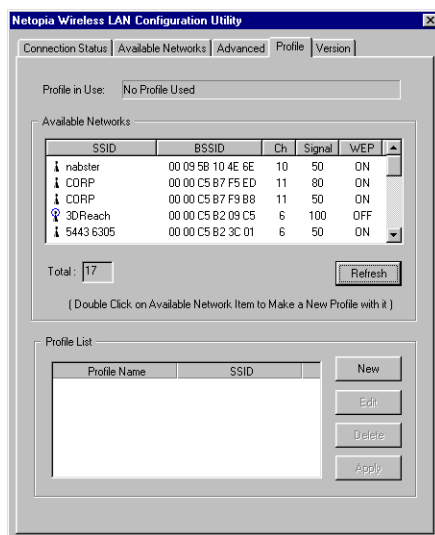 Netopia Wireless LAN Configuration Utility
Connection Status Available Networks Advanced Profile Version
Profile in Use: No Profile Used
Available Networks
SSID BSSID Ch Signal WEP
nabster 00 09 5B 10 4E 6E 10 50 ON
CORP 00 00 C5 B7 F5 ED 11 80 ON
CORP 00 00 C5 B7 F9 B8 11 50 ON
3DReach 00 00 C5 B2 09 C5 6 100 OFF
5443 6305 00 00 C5 B2 3C 01 6 50 ON
Total : 17 Refresh
( Double Click on Available Network Item to Make a New Profile with it )
Profile List
Profile Name SSID
New
Edit
Delete
Apply